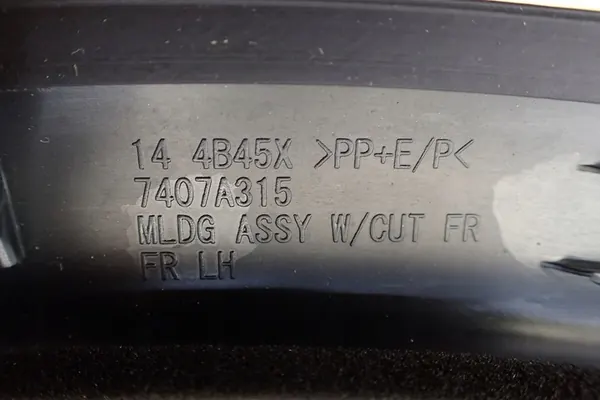 14 4B45X >PP+E/P<
7407A315
MLDG ASSY W/CUT FR
FR LH